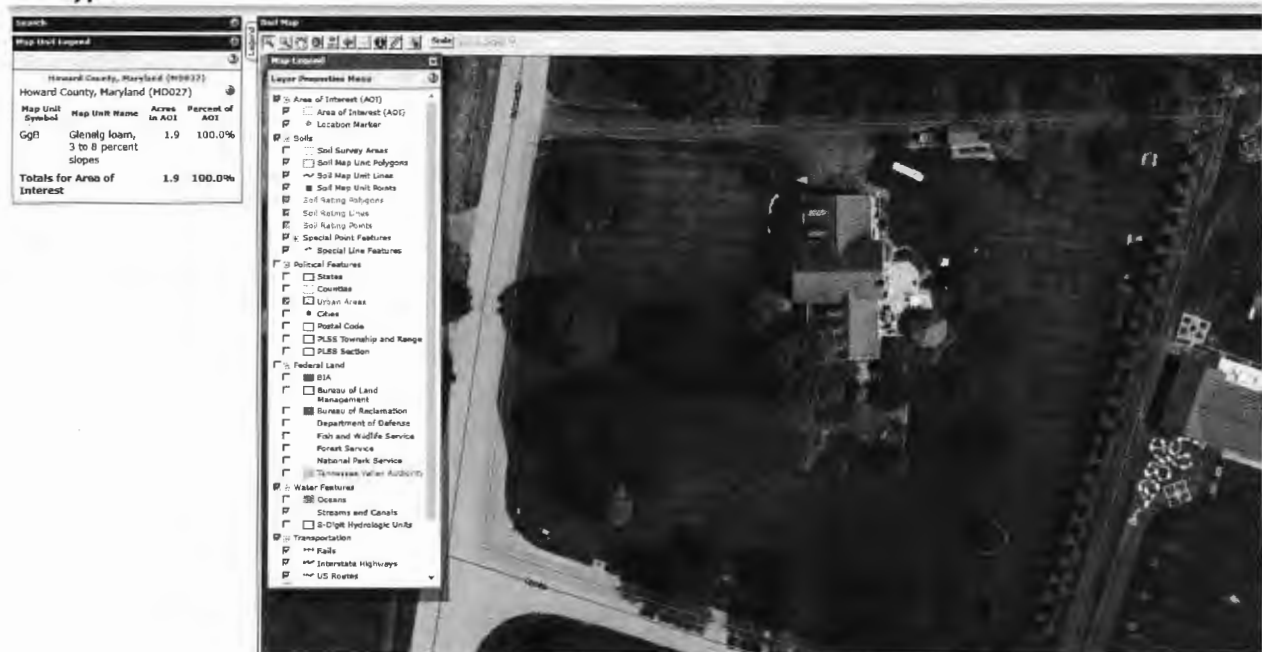 Search
Map Unit Legend
Howard County, Maryland (MD027)
Howard County, Maryland (MD027)
Map Unit Symbol
Map Unit Name
Acres in AOI
Percent of AOI
GgB
Glenelg loam, 3 to 8 percent slopes
1.9
100.0%
Totals for Area of Interest
1.9
100.0%
Legend
Soil Map
Scale
Map Legend
Layer Properties Menu
Area of Interest (AOI)
Area of Interest (AOI)
Location Marker
Soils
Soil Survey Areas
Soil Map Unit Polygons
Soil Map Unit Lines
Soil Map Unit Points
Soil Rating Polygons
Soil Rating Lines
Soil Rating Points
Special Point Features
Special Line Features
Political Features
States
Counties
Urban Areas
Cities
Postal Code
PLSS Township and Range
PLSS Section
Federal Land
BIA
Bureau of Land
Management
Bureau of Reclamation
Department of Defense
Fish and Wildlife Service
Forest Service
National Park Service
Tennessee Valley Authority
Water Features
Oceans
Streams and Canals
8-Digit Hydrologic Units
Transportation
Rails
Interstate Highways
US Routes